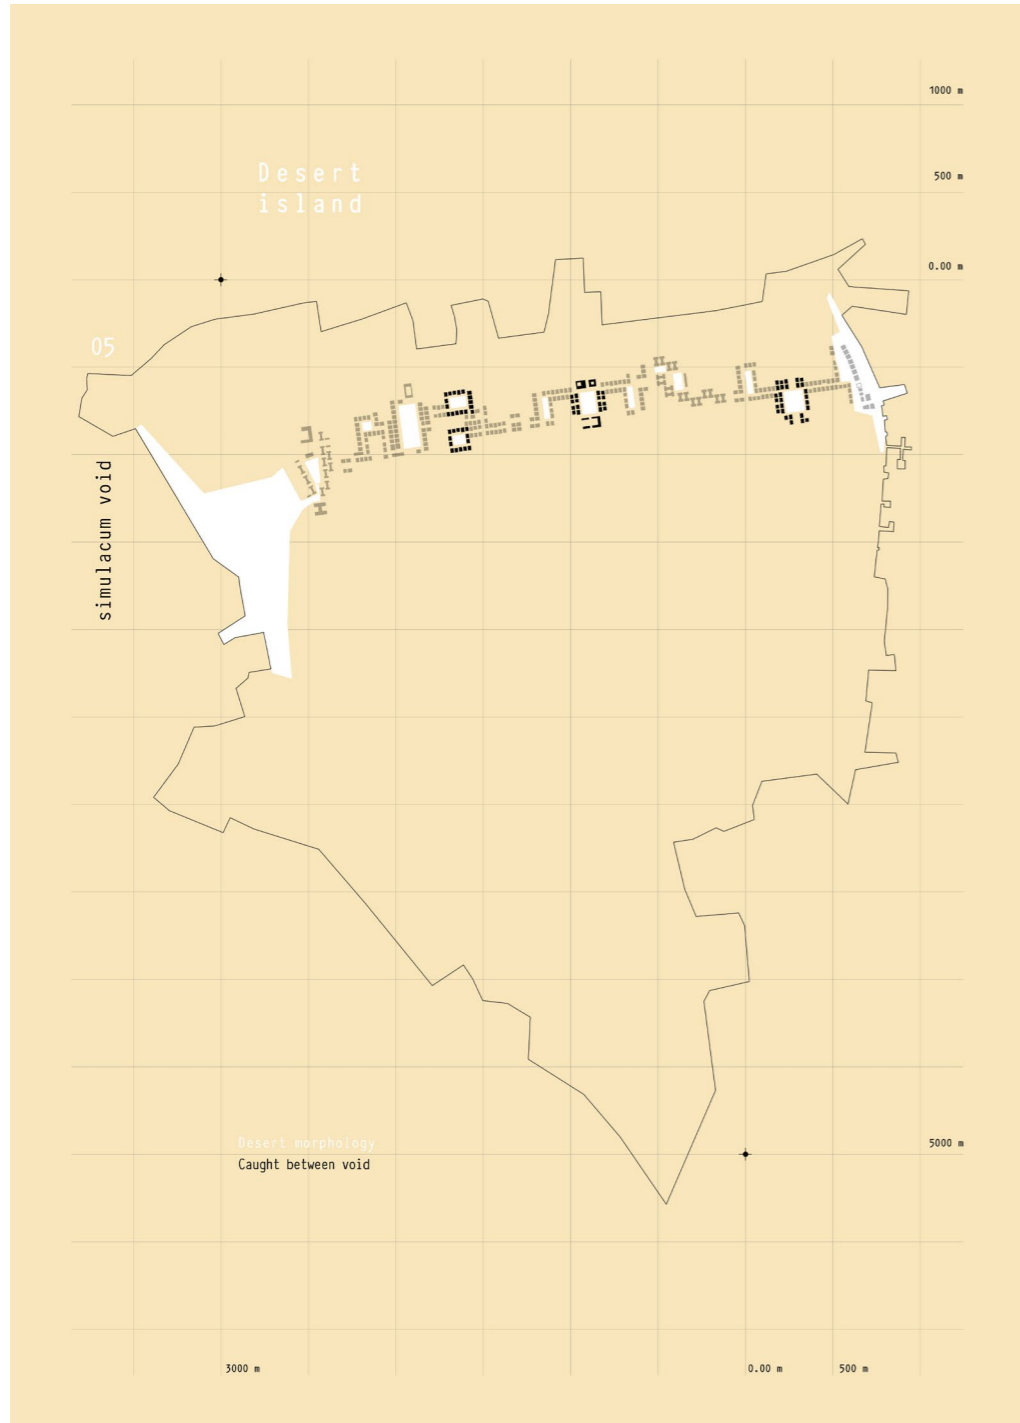 1000 m
Desert
island
500 m
0.00 m
05
simulacum void
Desert morphology
Caught between void
5000 m
3000 m
0.00 m
500 m